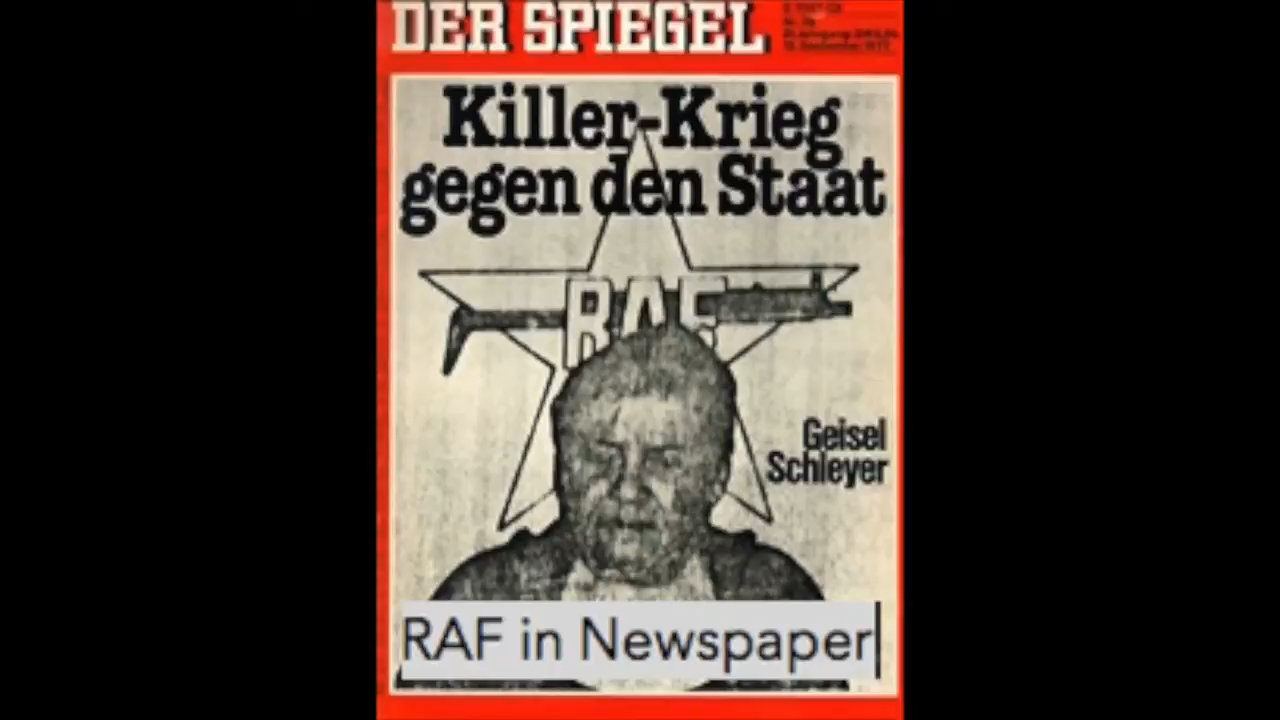 DER SPIEGEL
Killer-Krieg
gegen den Staat
RAF
Geisel
Schleyer
RAF in Newspaper